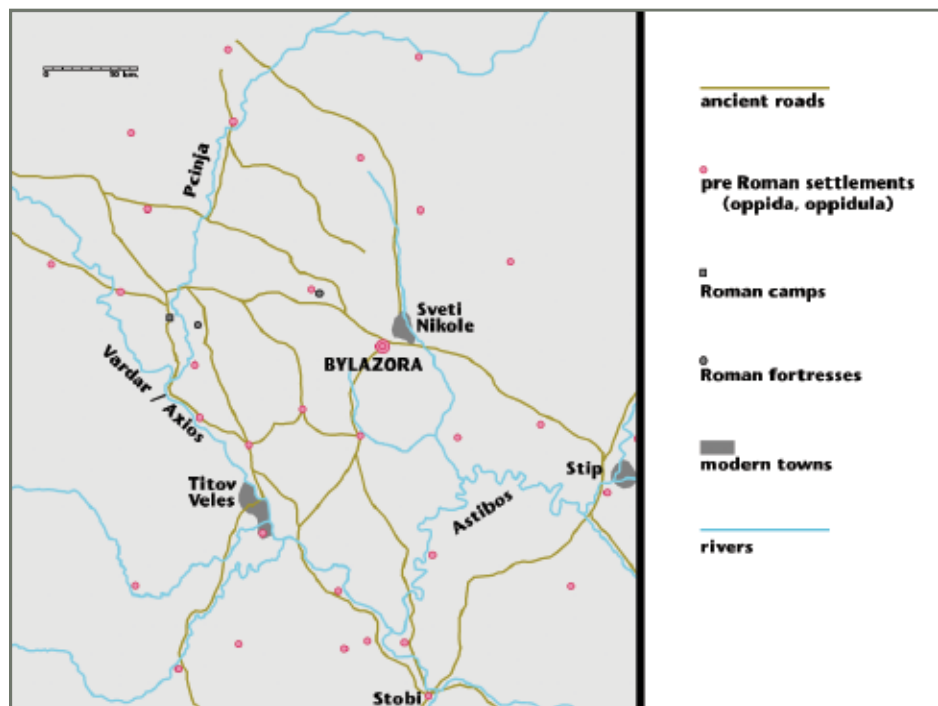 0 10 km.
Pcinja
Sveti
Nikole
BYLAZORA
Vardar / Axios
Titov
Veles
Stip
Astibos
Stobi
ancient roads
pre Roman settlements
(oppida, oppidula)
Roman camps
Roman fortresses
modern towns
rivers